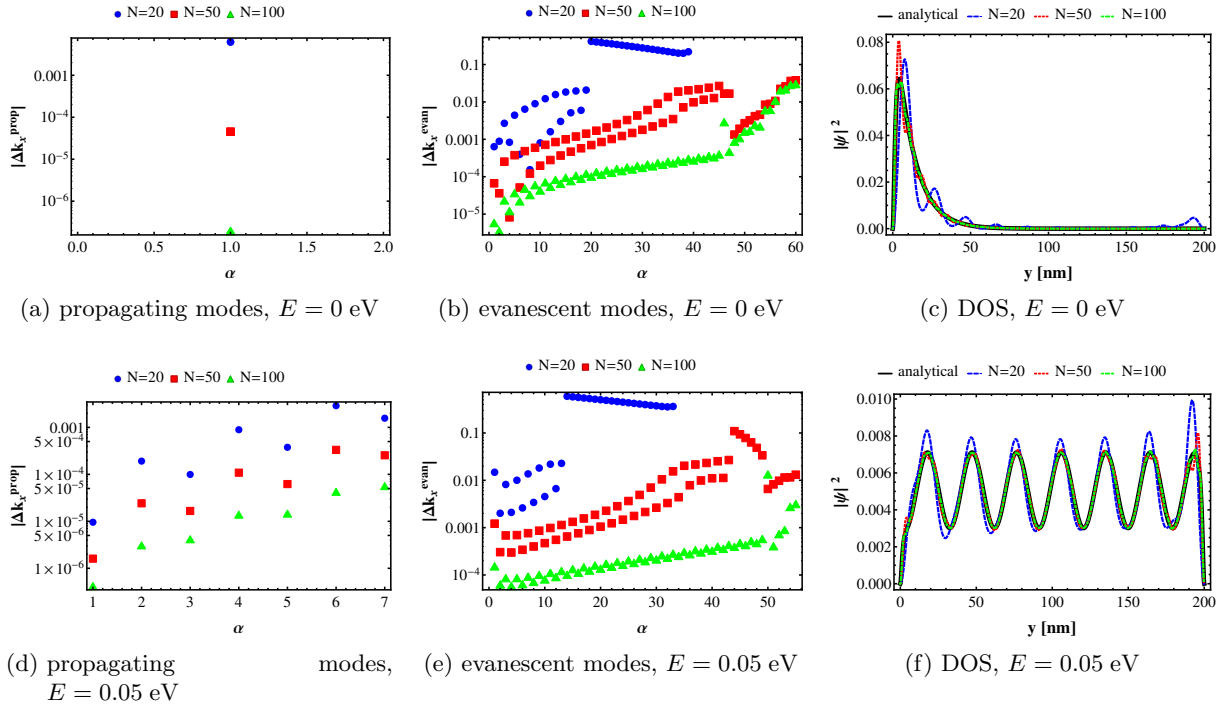 N=20 N=50 N=100
|Δk_x^prop|
0.001
10^-4
10^-5
10^-6
0.0 0.5 1.0 1.5 2.0
α
(a) propagating modes, E = 0 eV
N=20 N=50 N=100
|Δk_x^evan|
0.1
0.01
0.001
10^-4
10^-5
0 10 20 30 40 50 60
α
(b) evanescent modes, E = 0 eV
analytical N=20 N=50 N=100
|ψ|^2
0.08
0.06
0.04
0.02
0.00
0 50 100 150 200
y [nm]
(c) DOS, E = 0 eV
N=20 N=50 N=100
|Δk_x^prop|
0.001
5×10^-4
1×10^-4
5×10^-5
1×10^-5
5×10^-6
1×10^-6
1 2 3 4 5 6 7
α
(d) propagating modes,
E = 0.05 eV
N=20 N=50 N=100
|Δk_x^evan|
0.1
0.01
0.001
10^-4
0 10 20 30 40 50
α
(e) evanescent modes, E = 0.05 eV
analytical N=20 N=50 N=100
|ψ|^2
0.010
0.008
0.006
0.004
0.002
0.000
0 50 100 150 200
y [nm]
(f) DOS, E = 0.05 eV